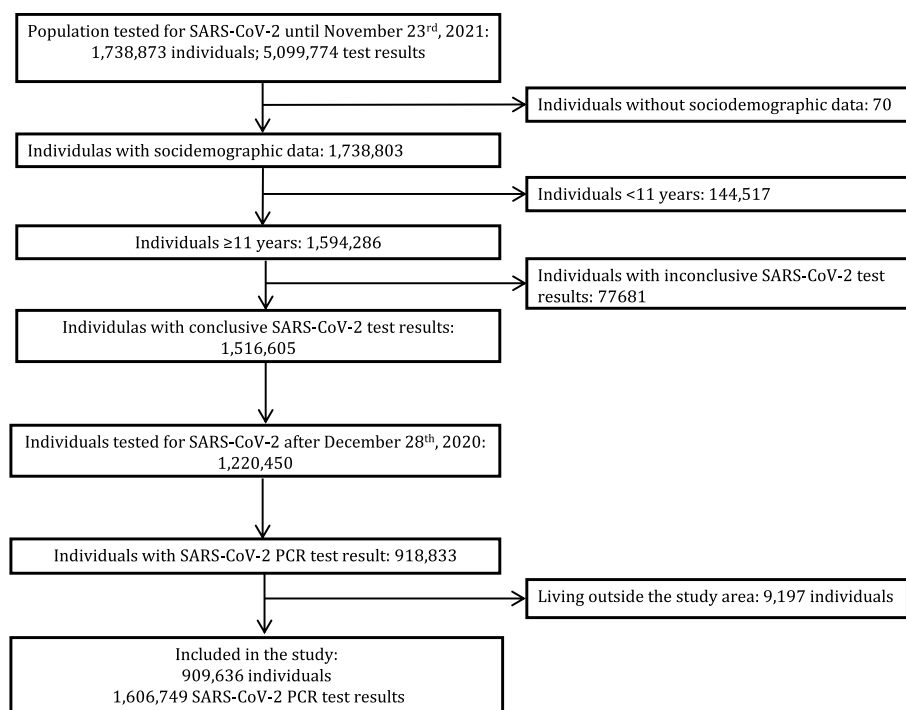 Population tested for SARS-CoV-2 until November 23rd, 2021:
1,738,873 individuals; 5,099,774 test results
Individuals without sociodemographic data: 70
Individulas with socidemographic data: 1,738,803
Individuals <11 years: 144,517
Individuals ≥11 years: 1,594,286
Individuals with inconclusive SARS-CoV-2 test
results: 77681
Individulas with conclusive SARS-CoV-2 test results:
1,516,605
Individuals tested for SARS-CoV-2 after December 28th, 2020:
1,220,450
Individuals with SARS-CoV-2 PCR test result: 918,833
Living outside the study area: 9,197 individuals
Included in the study:
909,636 individuals
1,606,749 SARS-CoV-2 PCR test results